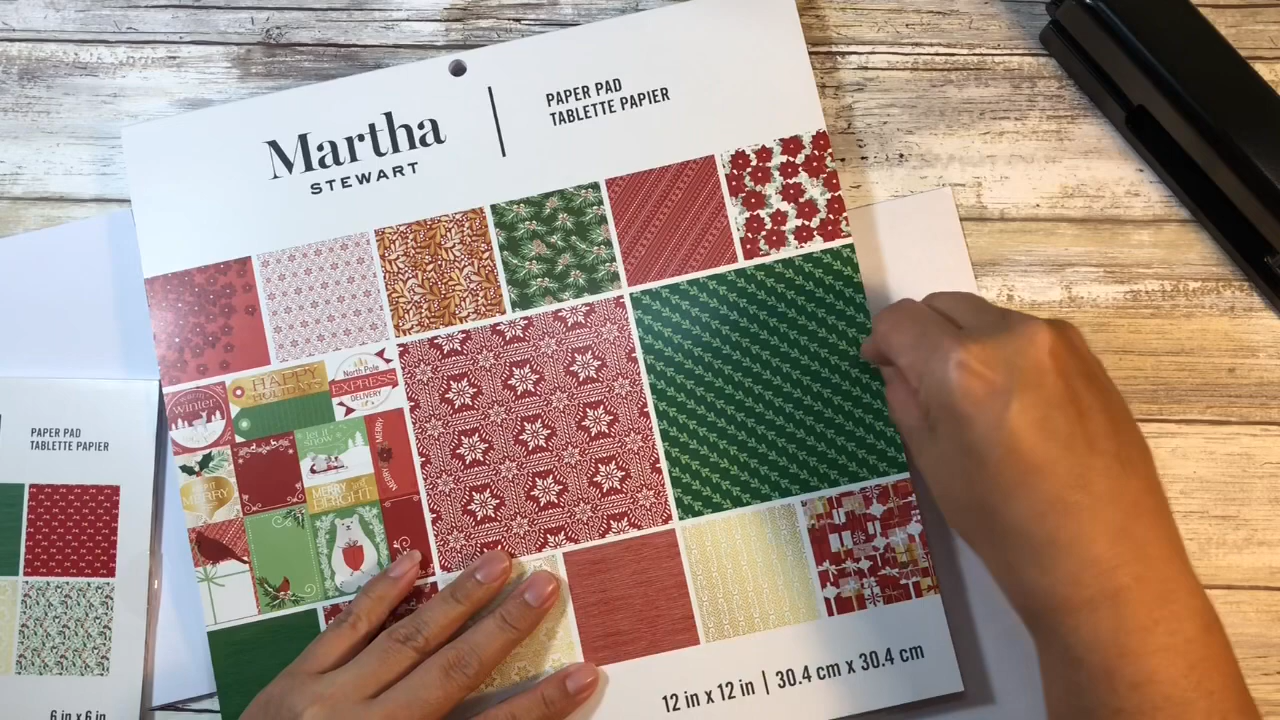 Martha
STEWART
PAPER PAD
TABLETTE PAPIER
HAPPY
HOLIDAYS
North Pole
EXPRESS
DELIVERY
winter
let it
snow
MERRY
MERRY
MERRY
MERRY and
BRIGHT
12 in x 12 in | 30.4 cm x 30.4 cm
PAPER PAD
TABLETTE PAPIER
6 in x 6 in